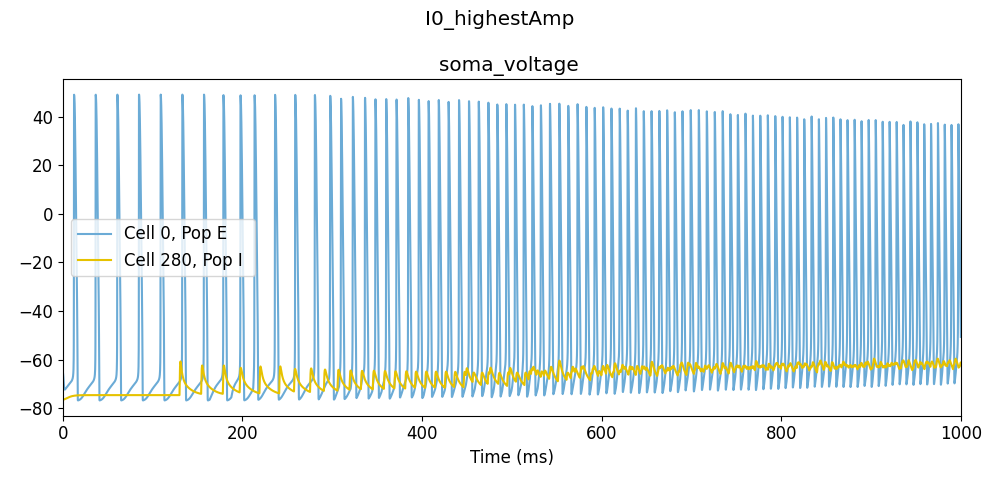 I0_highestAmp
soma_voltage
40
20
0
−20
−40
−60
−80
Cell 0, Pop E
Cell 280, Pop I
0 200 400 600 800 1000
Time (ms)